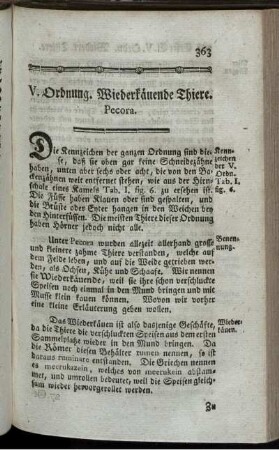 363
V. Ordnung. Wiederkäuende Thiere.
Pecora.
Die Kennzeichen der ganzen Ordnung sind die-
se, daß sie oben gar keine Schneidezähne
haben, unten aber sechs oder acht, die von den Ba-
ckenzähnen weit entfernet stehen, wie aus der Hirn-
schale eines Kamels Tab. I, fig. 6. zu ersehen ist.
Die Füsse haben Klauen oder sind gespalten, und
die Brüste oder Eoter hangen in den Weichen bey
den Hinterfüssen. Die meisten Thiere dieser Ordnung
haben Hörner jedoch nicht alle.
Kenn-
zeichen
der V.
Ordn.
Tab. I.
fig. 6.
Unter Pecora wurden allezeit allerhand gross-
und kleinere zahme Thiere verstanden, welche auf
dem Felde leben, und auf die Weide getrieben wer-
den, als Ochsen, Kühe und Schaafe. Wir nennen
sie Wiederkäuende, weil sie ihre schon verschluckte
Speisen noch einmal in den Mund bringen und mit
Musse klein kauen können. Wovon wir vorher
eine kleine Erläuterung geben wollen.
Benen-
nung.
Das Wiederkäuen ist also dasjenige Geschäfte,
da die Thiere die verschluckten Speisen aus dem ersten
Sammelplatze wieder in den Mund bringen. Da
die Römer diesen Behälter rumen nennen, so ist
daraus ruminare entstanden. Die Griechen nennen
es
welches von
abstam-
met, und umrollen bedeutet, weil die Speisen gleich-
sam wieder hervorgerollet werden.
Wieder-
käuen.
Zu